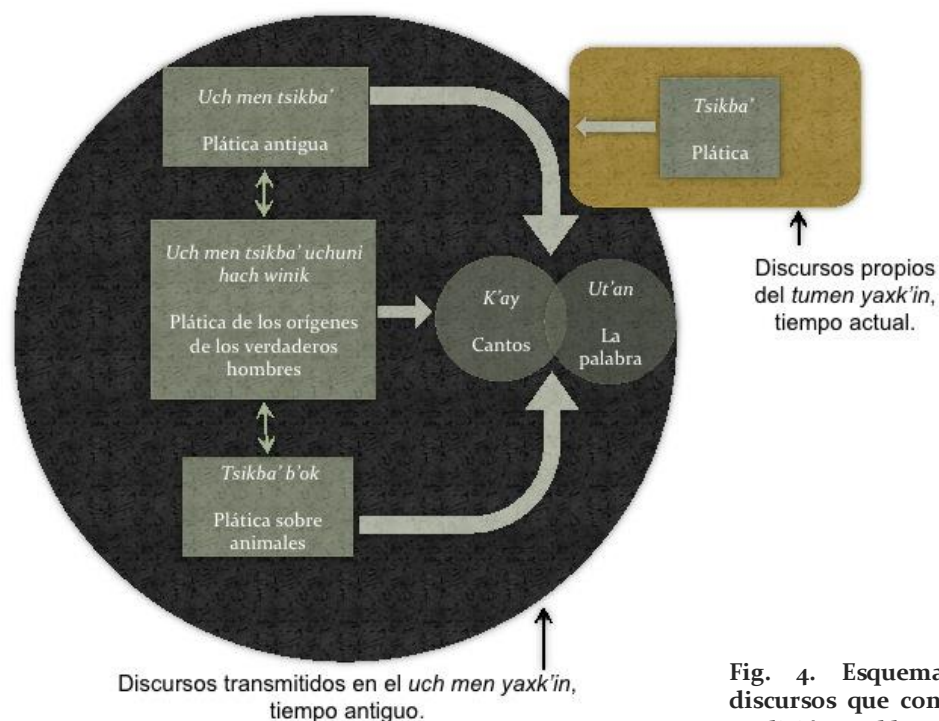 Uch men tsikba’
Plática antigua
Tsikba’
Plática
Uch men tsikba’ uchuni
hach winik
Plática de los orígenes
de los verdaderos
hombres
K’ay
Cantos
Ut’an
La
palabra
Discursos propios
del tumen yaxk’in,
tiempo actual.
Tsikba’ b’ok
Plática sobre
animales
Discursos transmitidos en el uch men yaxk’in,
tiempo antiguo.
Fig. 4. Esquema
discursos que con